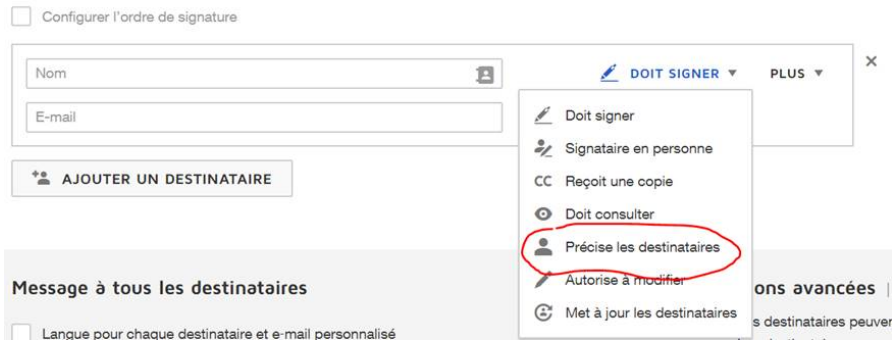 Configurer l'ordre de signature
Nom
DOIT SIGNER
PLUS
E-mail
Doit signer
Signataire en personne
CC Reçoit une copie
Doit consulter
Précise les destinataires
Autorise à modifier
Met à jour les destinataires
AJOUTER UN DESTINATAIRE
Message à tous les destinataires
ons avancées
Langue pour chaque destinataire et e-mail personnalisé
s destinataires peuver